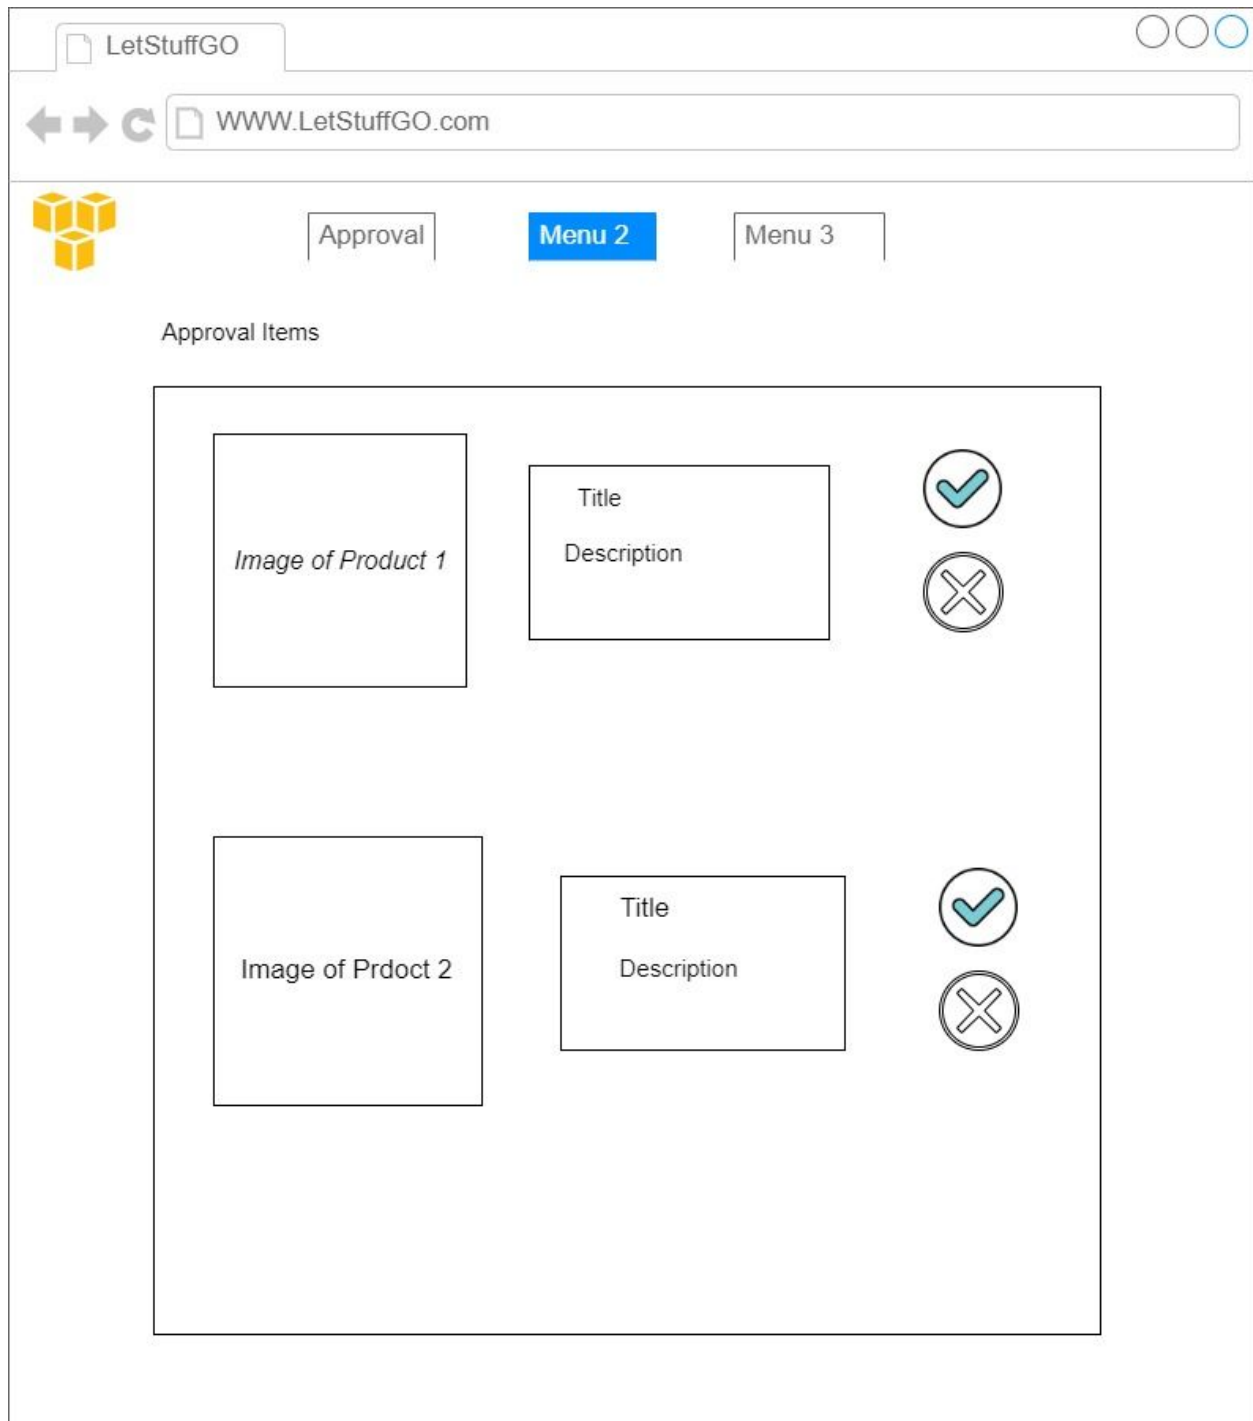 LetStuffGO
WWW.LetStuffGO.com
Approval Menu 2 Menu 3
Approval Items
Image of Product 1
Title
Description
Image of Prdoct 2
Title
Description